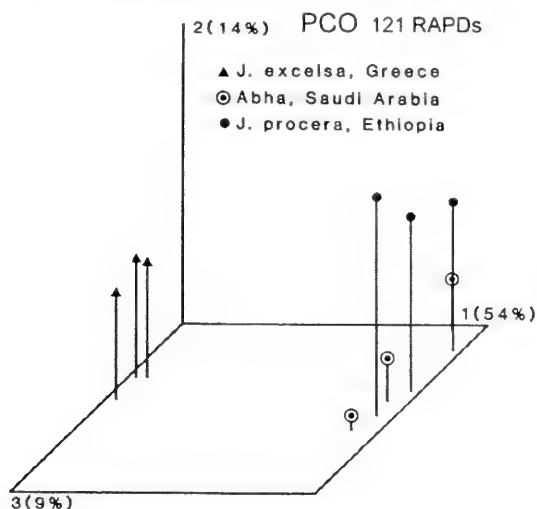 2(14%) PCO 121 RAPDs
J. excelsa, Greece
Abha, Saudi Arabia
J. procera, Ethiopia
1(54%)
3(9%)